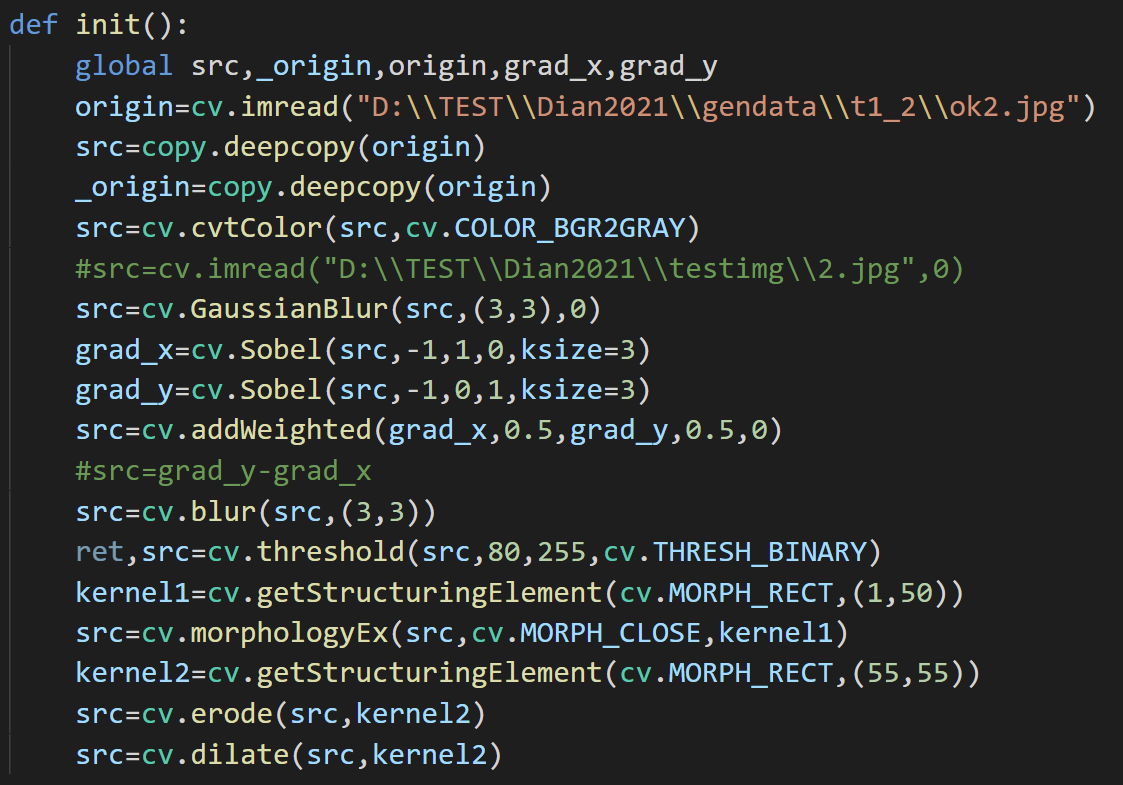 def init():
    global src,_origin,origin,grad_x,grad_y
    origin=cv.imread("D:\\TEST\\Dian2021\\gendata\\t1_2\\ok2.jpg")
    src=copy.deepcopy(origin)
    _origin=copy.deepcopy(origin)
    src=cv.cvtColor(src,cv.COLOR_BGR2GRAY)
    #src=cv.imread("D:\\TEST\\Dian2021\\testimg\\2.jpg",0)
    src=cv.GaussianBlur(src,(3,3),0)
    grad_x=cv.Sobel(src,-1,1,0,ksize=3)
    grad_y=cv.Sobel(src,-1,0,1,ksize=3)
    src=cv.addWeighted(grad_x,0.5,grad_y,0.5,0)
    #src=grad_y-grad_x
    src=cv.blur(src,(3,3))
    ret,src=cv.threshold(src,80,255,cv.THRESH_BINARY)
    kernel1=cv.getStructuringElement(cv.MORPH_RECT,(1,50))
    src=cv.morphologyEx(src,cv.MORPH_CLOSE,kernel1)
    kernel2=cv.getStructuringElement(cv.MORPH_RECT,(55,55))
    src=cv.erode(src,kernel2)
    src=cv.dilate(src,kernel2)